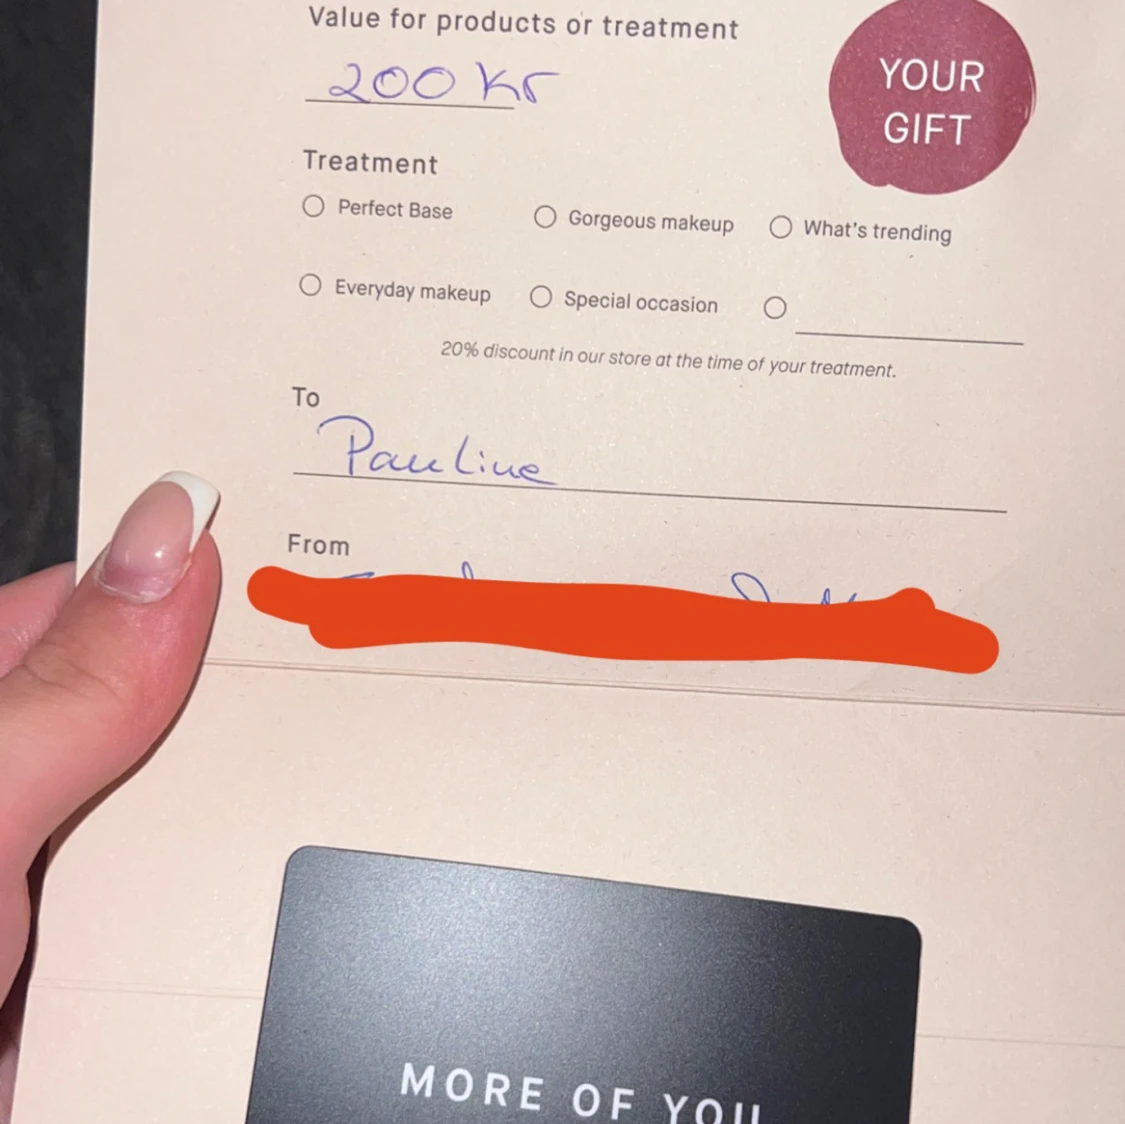 Value for products or treatment
200 Kr
YOUR
GIFT
Treatment
Perfect Base
Gorgeous makeup
What's trending
Everyday makeup
Special occasion
20% discount in our store at the time of your treatment.
To
Pauline
From
MORE OF YOU